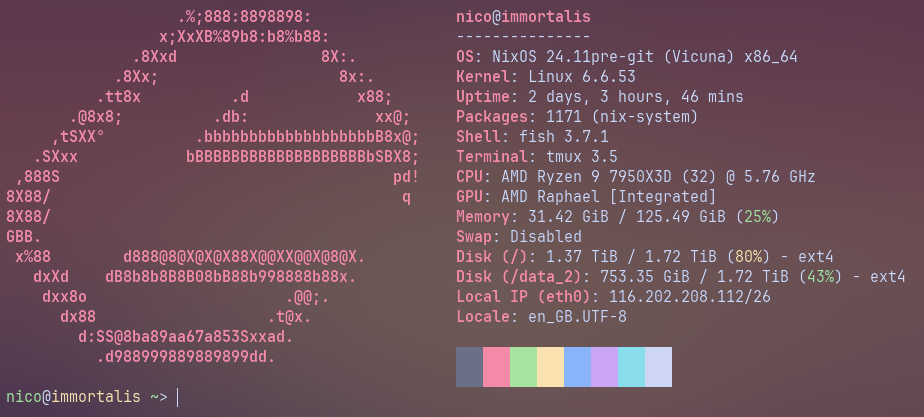 .%;888:8898898:
x;XxXB%89b8:b8%b88:
.8Xxd 8X:.
.8Xx; 8x:.
.tt8x .d x88;
.@8x8; .db: xx@;
,tSXX° .bbbbbbbbbbbbbbbbbbbB8x@;
.SXxx bBBBBBBBBBBBBBBBBBBBbSBX8;
,888S pd!
8X88/ q
8X88/
GBB.
x%88 d888@8@X@X@X88X@@XX@@X@8@X.
dxXd dB8b8b8B8B08bB88b998888b88x.
dxx8o .@@;.
dx88 .t@x.
d:SS@8ba89aa67a853Sxxad.
.d988999889889899dd.
nico@immortalis
---------------
OS: NixOS 24.11pre-git (Vicuna) x86_64
Kernel: Linux 6.6.53
Uptime: 2 days, 3 hours, 46 mins
Packages: 1171 (nix-system)
Shell: fish 3.7.1
Terminal: tmux 3.5
CPU: AMD Ryzen 9 7950X3D (32) @ 5.76 GHz
GPU: AMD Raphael [Integrated]
Memory: 31.42 GiB / 125.49 GiB (25%)
Swap: Disabled
Disk (/): 1.37 TiB / 1.72 TiB (80%) - ext4
Disk (/data_2): 753.35 GiB / 1.72 TiB (43%) - ext4
Local IP (eth0): 116.202.208.112/26
Locale: en_GB.UTF-8
nico@immortalis ~>